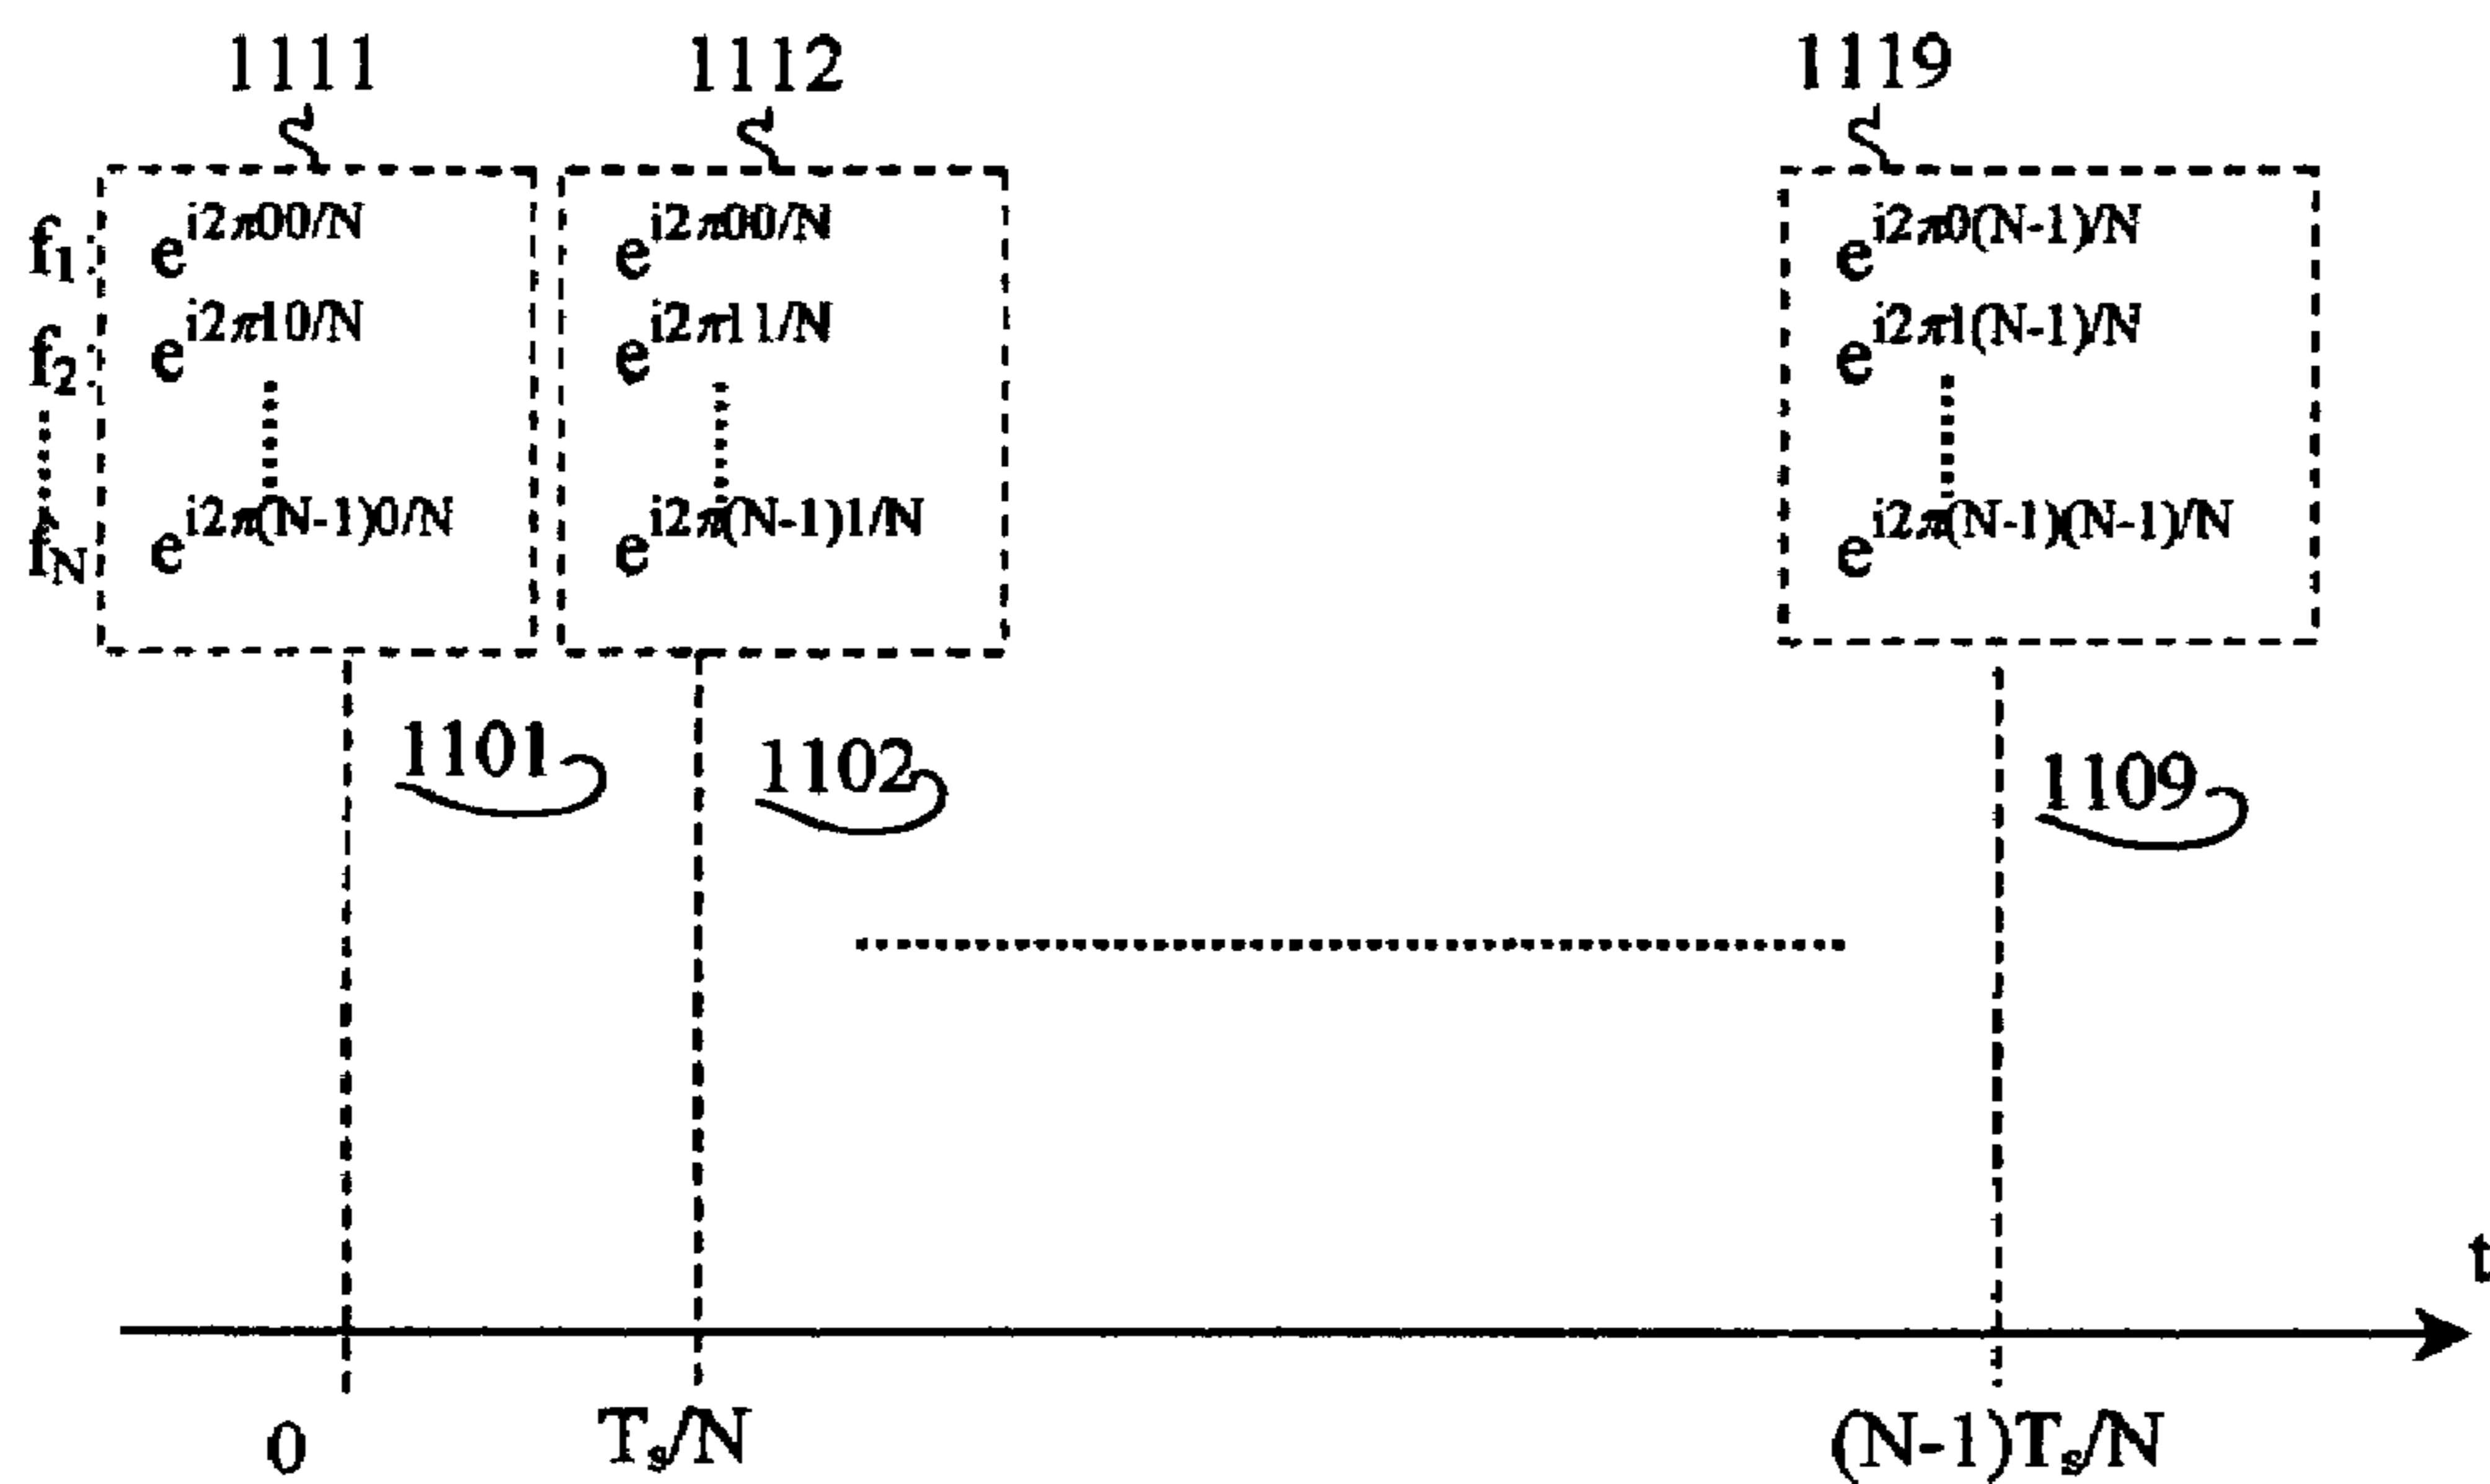 1111 1112 1119
f₁: e^i2π00/N e^i2π00/N e^i2π0(N-1)/N
f₂: e^i2π10/N e^i2π11/N e^i2π1(N-1)/N
f_N: e^i2π(N-1)0/N e^i2π(N-1)1/N e^i2π(N-1)(N-1)/N
1101 1102 1109
t
0 Tₛ/N (N-1)Tₛ/N